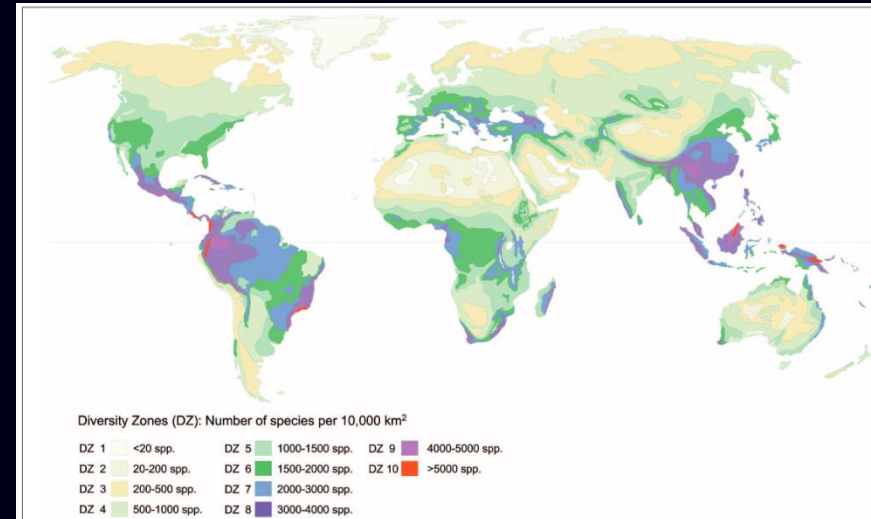 Diversity Zones (DZ): Number of species per 10,000 km²
DZ 1 <20 spp.
DZ 2 20-200 spp.
DZ 3 200-500 spp.
DZ 4 500-1000 spp.
DZ 5 1000-1500 spp.
DZ 6 1500-2000 spp.
DZ 7 2000-3000 spp.
DZ 8 3000-4000 spp.
DZ 9 4000-5000 spp.
DZ 10 >5000 spp.